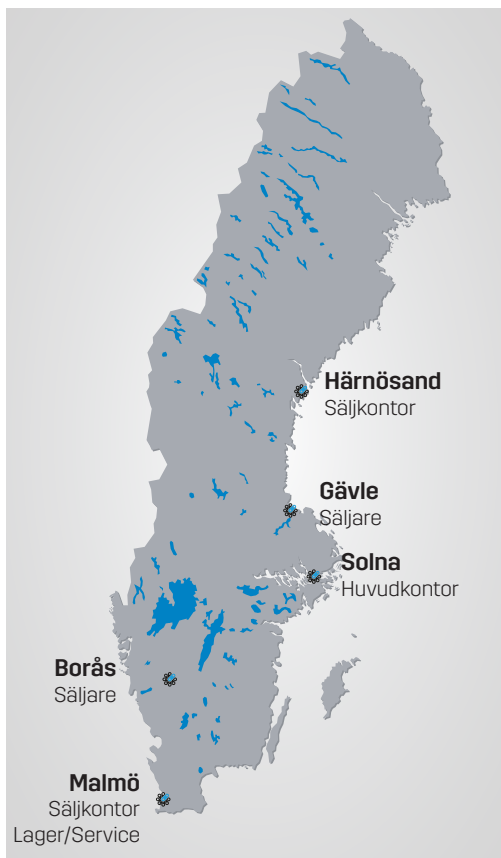 Härnösand
Säljkontor
Gävle
Säljare
Solna
Huvudkontor
Borås
Säljare
Malmö
Säljkontor
Lager/Service